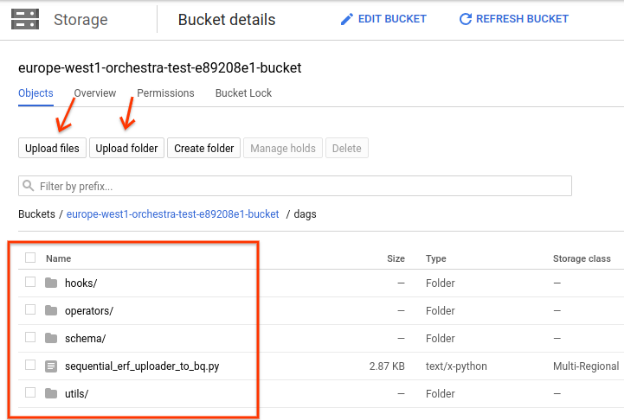 Storage
Bucket details
EDIT BUCKET
REFRESH BUCKET
europe-west1-orchestra-test-e89208e1-bucket
Objects Overview Permissions Bucket Lock
Upload files Upload folder Create folder Manage holds Delete
Filter by prefix...
Buckets / europe-west1-orchestra-test-e89208e1-bucket / dags
Name Size Type Storage class
hooks/ — Folder —
operators/ — Folder —
schema/ — Folder —
sequential_erf_uploader_to_bq.py 2.87 KB text/x-python Multi-Regional
utils/ — Folder —